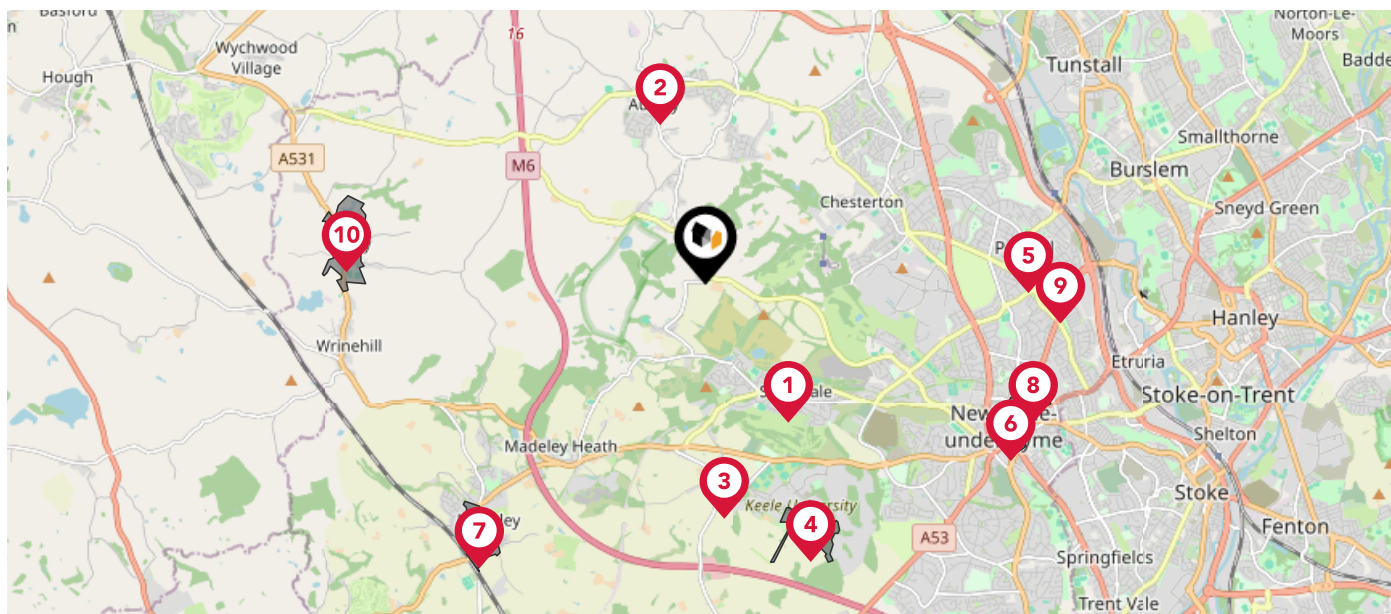 Basford
Wychwood
Village
Hough
16
A531
M6
2
10
Wrinehill
Chesterton
Norton-Le-
Moors
Tunstall
Smallthorne
Burslem
Sneyd Green
5
9
Hanley
Etruria
Stoke-on-Trent
1
8
6
Shelton
Madeley Heath
3
Keele University
4
7
A53
Stoke
Fenton
Springfields
Trent Vale